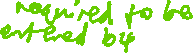 required to be
entered by